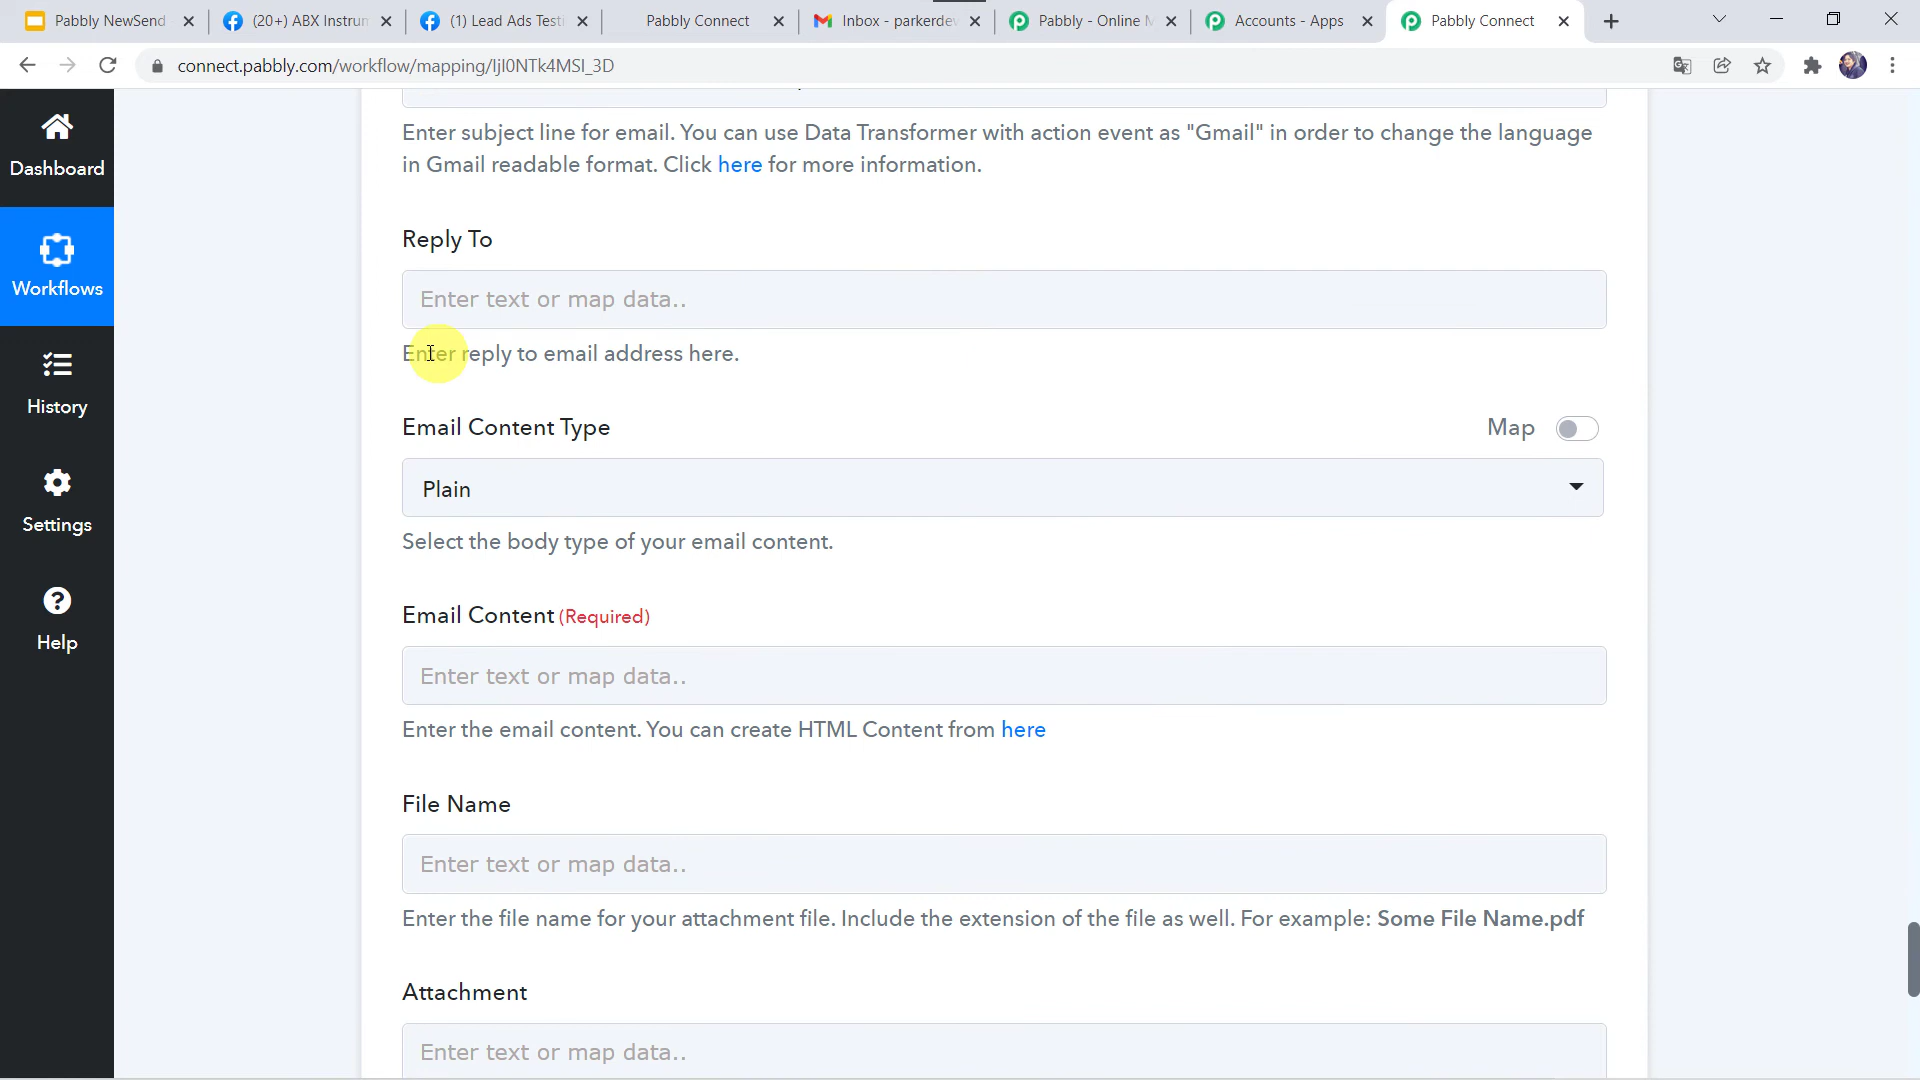 Pabbly NewSend
(20+) ABX Instrum
(1) Lead Ads Testi
Pabbly Connect
Inbox - parkerdev
Pabbly - Online M
Accounts - Apps
Pabbly Connect
connect.pabbly.com/workflow/mapping/IjI0NTk4MSI_3D
Enter subject line for email. You can use Data Transformer with action event as "Gmail" in order to change the language
in Gmail readable format. Click here for more information.
Dashboard
Reply To
Workflows
Enter text or map data..
Enter reply to email address here.
History
Email Content Type
Map
Plain
Settings
Select the body type of your email content.
Email Content (Required)
Help
Enter text or map data..
Enter the email content. You can create HTML Content from here
File Name
Enter text or map data..
Enter the file name for your attachment file. Include the extension of the file as well. For example: Some File Name.pdf
Attachment
Enter text or map data..